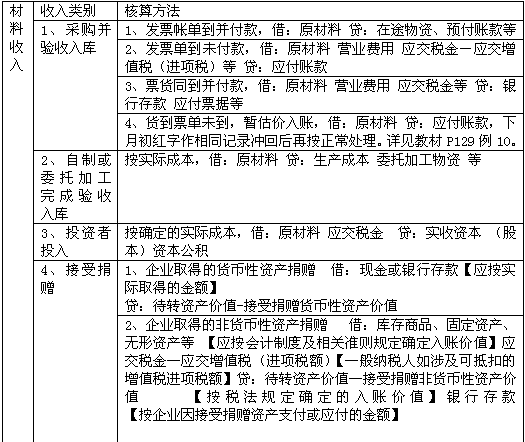 材料收入
收入类别
核算方法
1、采购并验收入库
1、发票帐单到并付款，借：原材料 贷：在途物资、预付账款等
2、发票单到未付款，借：原材料 营业费用 应交税金一应交增
值税（进项税）等 贷：应付账款
3、票货同到并付款，借：原材料 营业费用 应交税金等 贷：银
行存款 应付票据等
4、货到票单未到，暂估价入账，借：原材料 贷：应付账款，下
月初红字作相同记录冲回后再按正常处理。详见教材P129例10。
2、自制或
委托加工
完成验收
入库
按实际成本，借：原材料 贷：生产成本 委托加工物资 等
3、投资者
投入
按确定的实际成本，借：原材料 应交税金 贷：实收资本 （股
本）资本公积
4、接受捐
赠
1、企业取得的货币性资产捐赠 借：现金或银行存款【应按实
际取得的金额】
贷：待转资产价值-接受捐赠货币性资产价值
2、企业取得的非货币性资产捐赠 借：库存商品、固定资产、
无形资产等 【应按会计制度及相关准则规定确定入账价值】应
交税金一应交增值税（进项税额）【一般纳税人如涉及可抵扣的
增值税进项税额】贷：待转资产价值一接受捐赠非货币性资产价
值 【按税法规定确定的入账价值】银行存款
【按企业因接受捐赠资产支付或应付的金额】